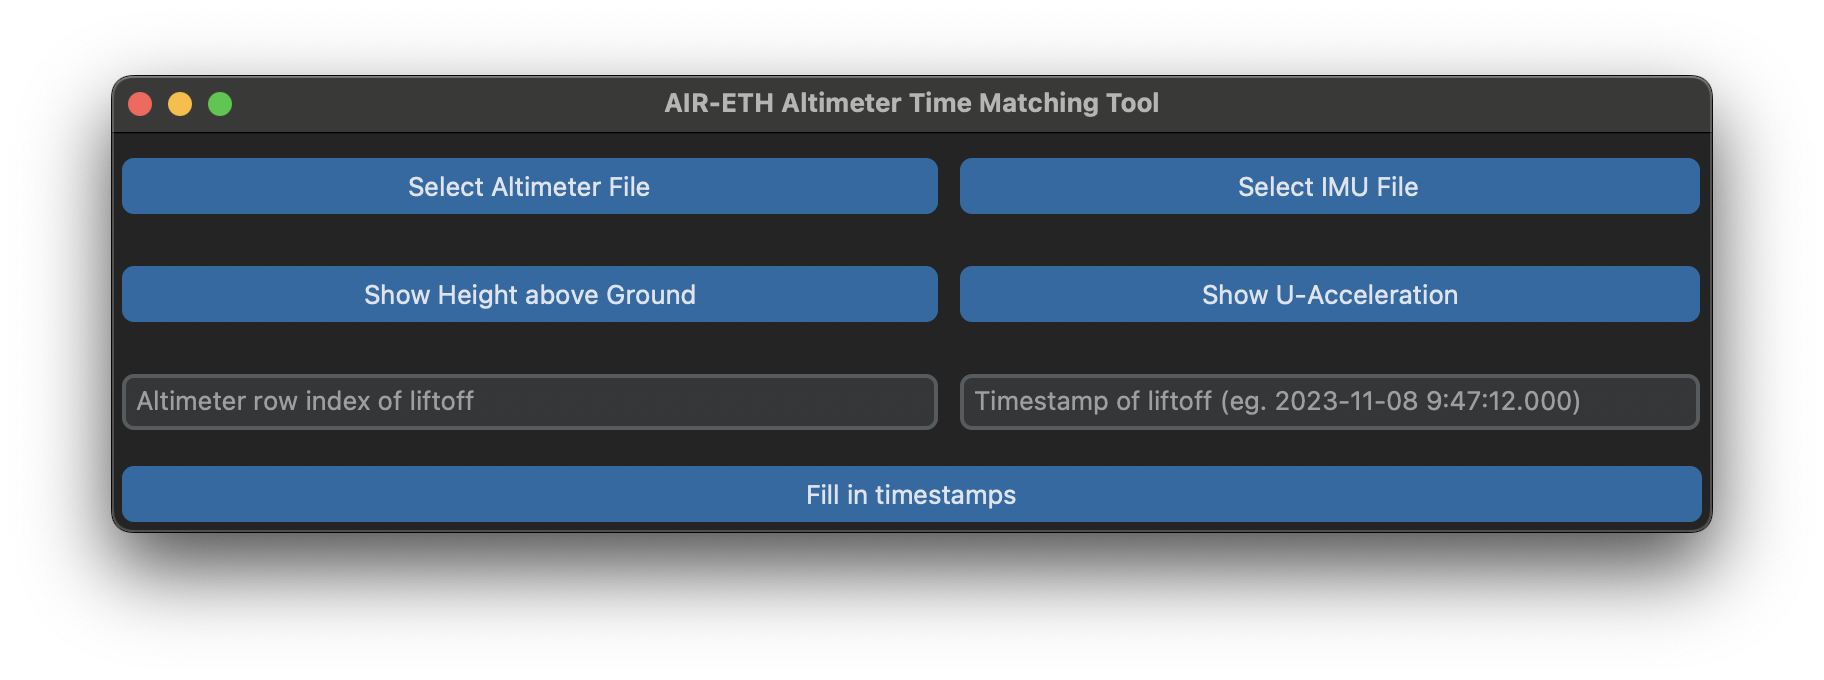 AIR-ETH Altimeter Time Matching Tool
Select Altimeter File
Select IMU File
Show Height above Ground
Show U-Acceleration
Altimeter row index of liftoff
Timestamp of liftoff (eg. 2023-11-08 9:47:12.000)
Fill in timestamps